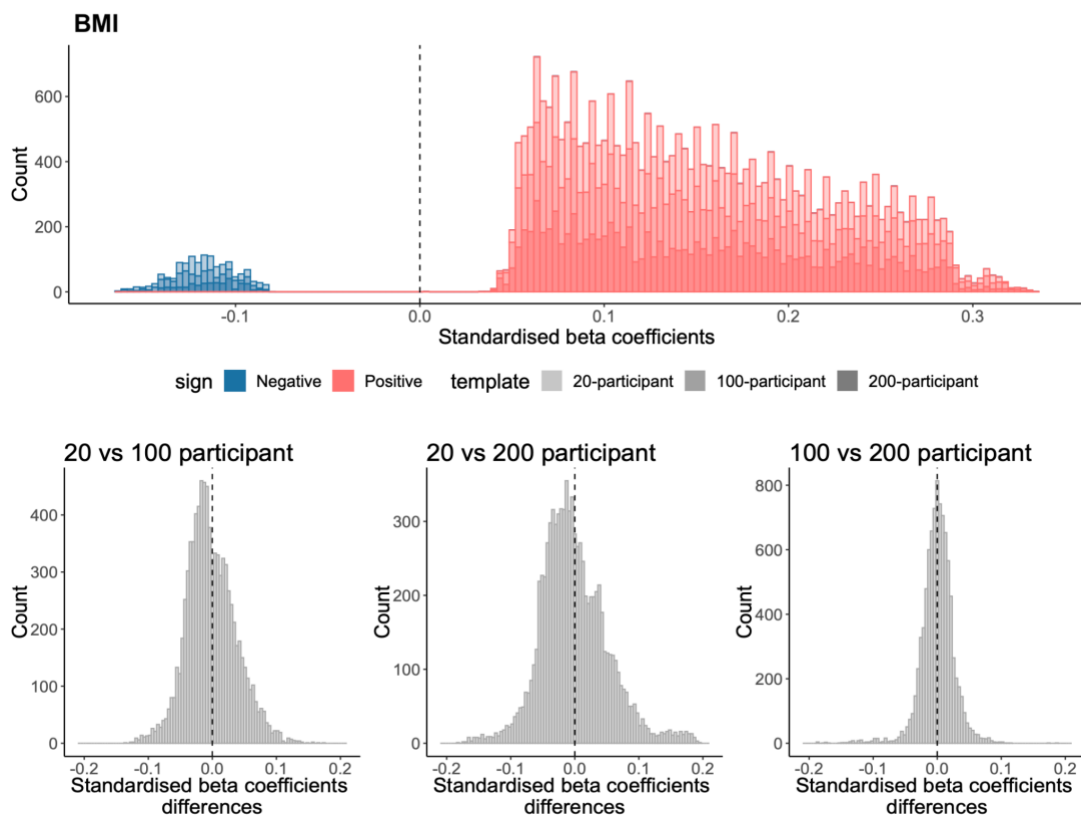 BMI
Count
600
400
200
0
-0.1 0.0 0.1 0.2 0.3
Standardised beta coefficients
sign Negative Positive template 20-participant 100-participant 200-participant
20 vs 100 participant
Count
400
300
200
100
0
-0.2 -0.1 0.0 0.1 0.2
Standardised beta coefficients
differences
20 vs 200 participant
Count
300
200
100
0
-0.2 -0.1 0.0 0.1 0.2
Standardised beta coefficients
differences
100 vs 200 participant
Count
800
600
400
200
0
-0.2 -0.1 0.0 0.1 0.2
Standardised beta coefficients
differences